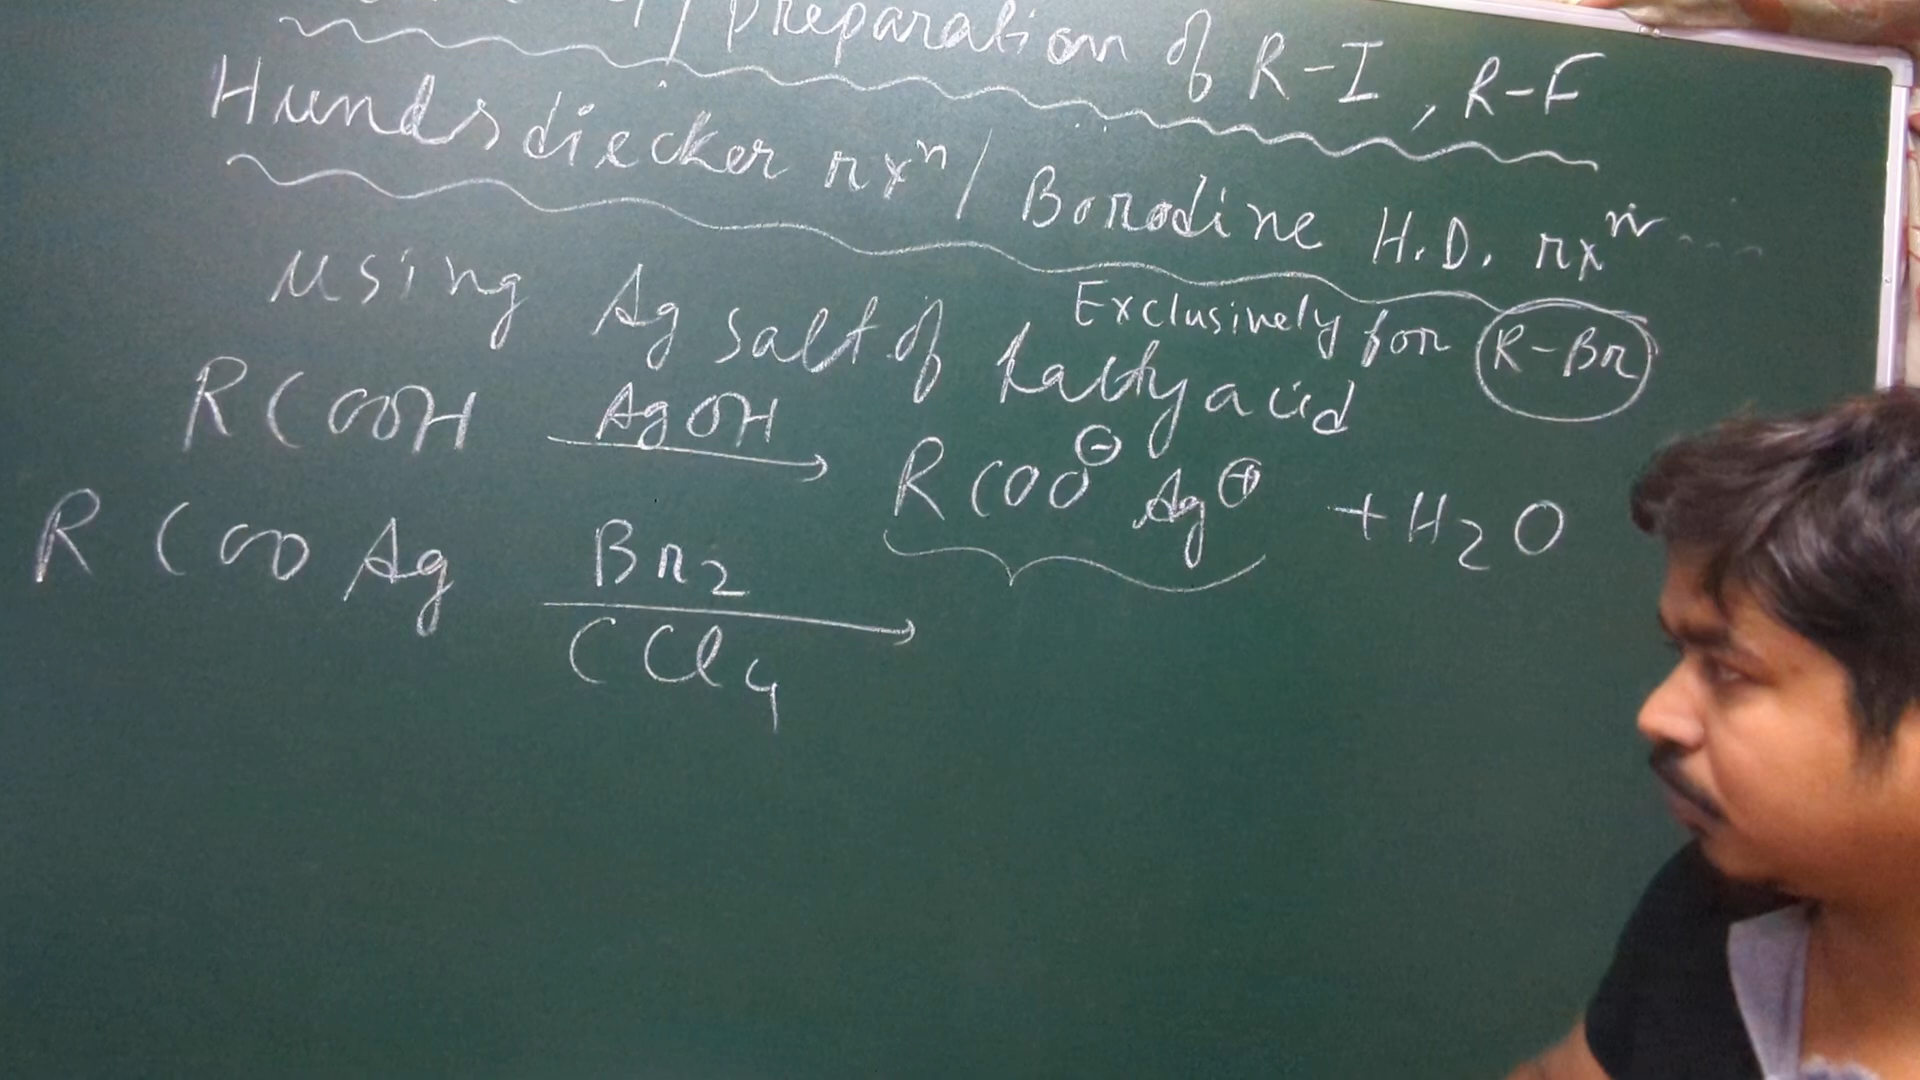 / Preparation of R-I, R-F
Hundsdiecker rxⁿ / Borodine H.D. rxⁿ
Exclusively for R-Br
using Ag salt of fatty acid
RCOOH AgOH → RCOO⊖ Ag⊕ + H₂O
RCOOAg Br₂ → CCl₄